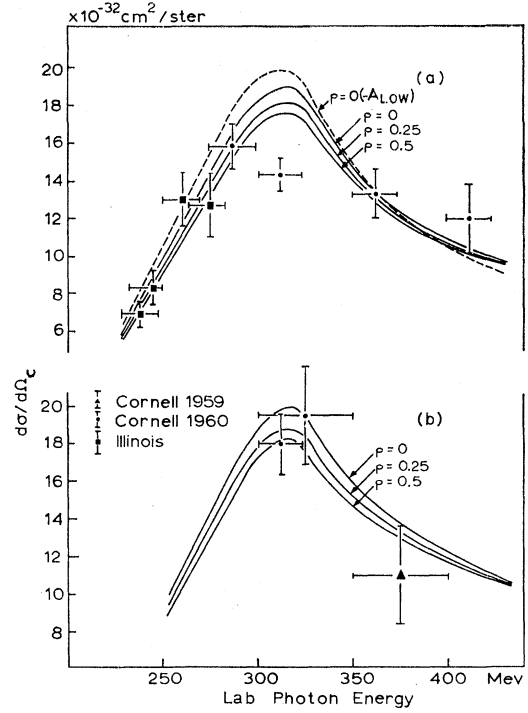 x10⁻³²cm²/ster
20
18
16
14
12
10
8
6
(a)
ρ=0(-A_L.OW)
ρ = 0
ρ = 0.25
ρ = 0.5
dσ/dΩc
Cornell 1959
Cornell 1960
Illinois
(b)
ρ = 0
ρ = 0.25
ρ = 0.5
20
18
16
14
12
10
8
250 300 350 400 Mev
Lab Photon Energy